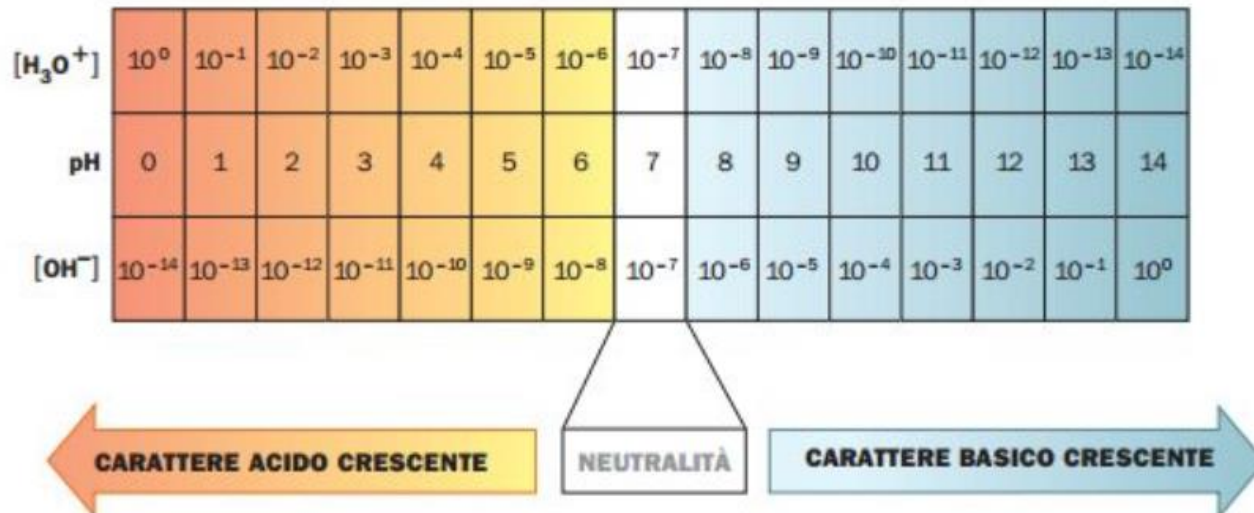 [H₃O⁺] 10⁰ 10⁻¹ 10⁻² 10⁻³ 10⁻⁴ 10⁻⁵ 10⁻⁶ 10⁻⁷ 10⁻⁸ 10⁻⁹ 10⁻¹⁰ 10⁻¹¹ 10⁻¹² 10⁻¹³ 10⁻¹⁴
pH 0 1 2 3 4 5 6 7 8 9 10 11 12 13 14
[OH⁻] 10⁻¹⁴ 10⁻¹³ 10⁻¹² 10⁻¹¹ 10⁻¹⁰ 10⁻⁹ 10⁻⁸ 10⁻⁷ 10⁻⁶ 10⁻⁵ 10⁻⁴ 10⁻³ 10⁻² 10⁻¹ 10⁰
CARATTERE ACIDO CRESCENTE NEUTRALITÀ CARATTERE BASICO CRESCENTE